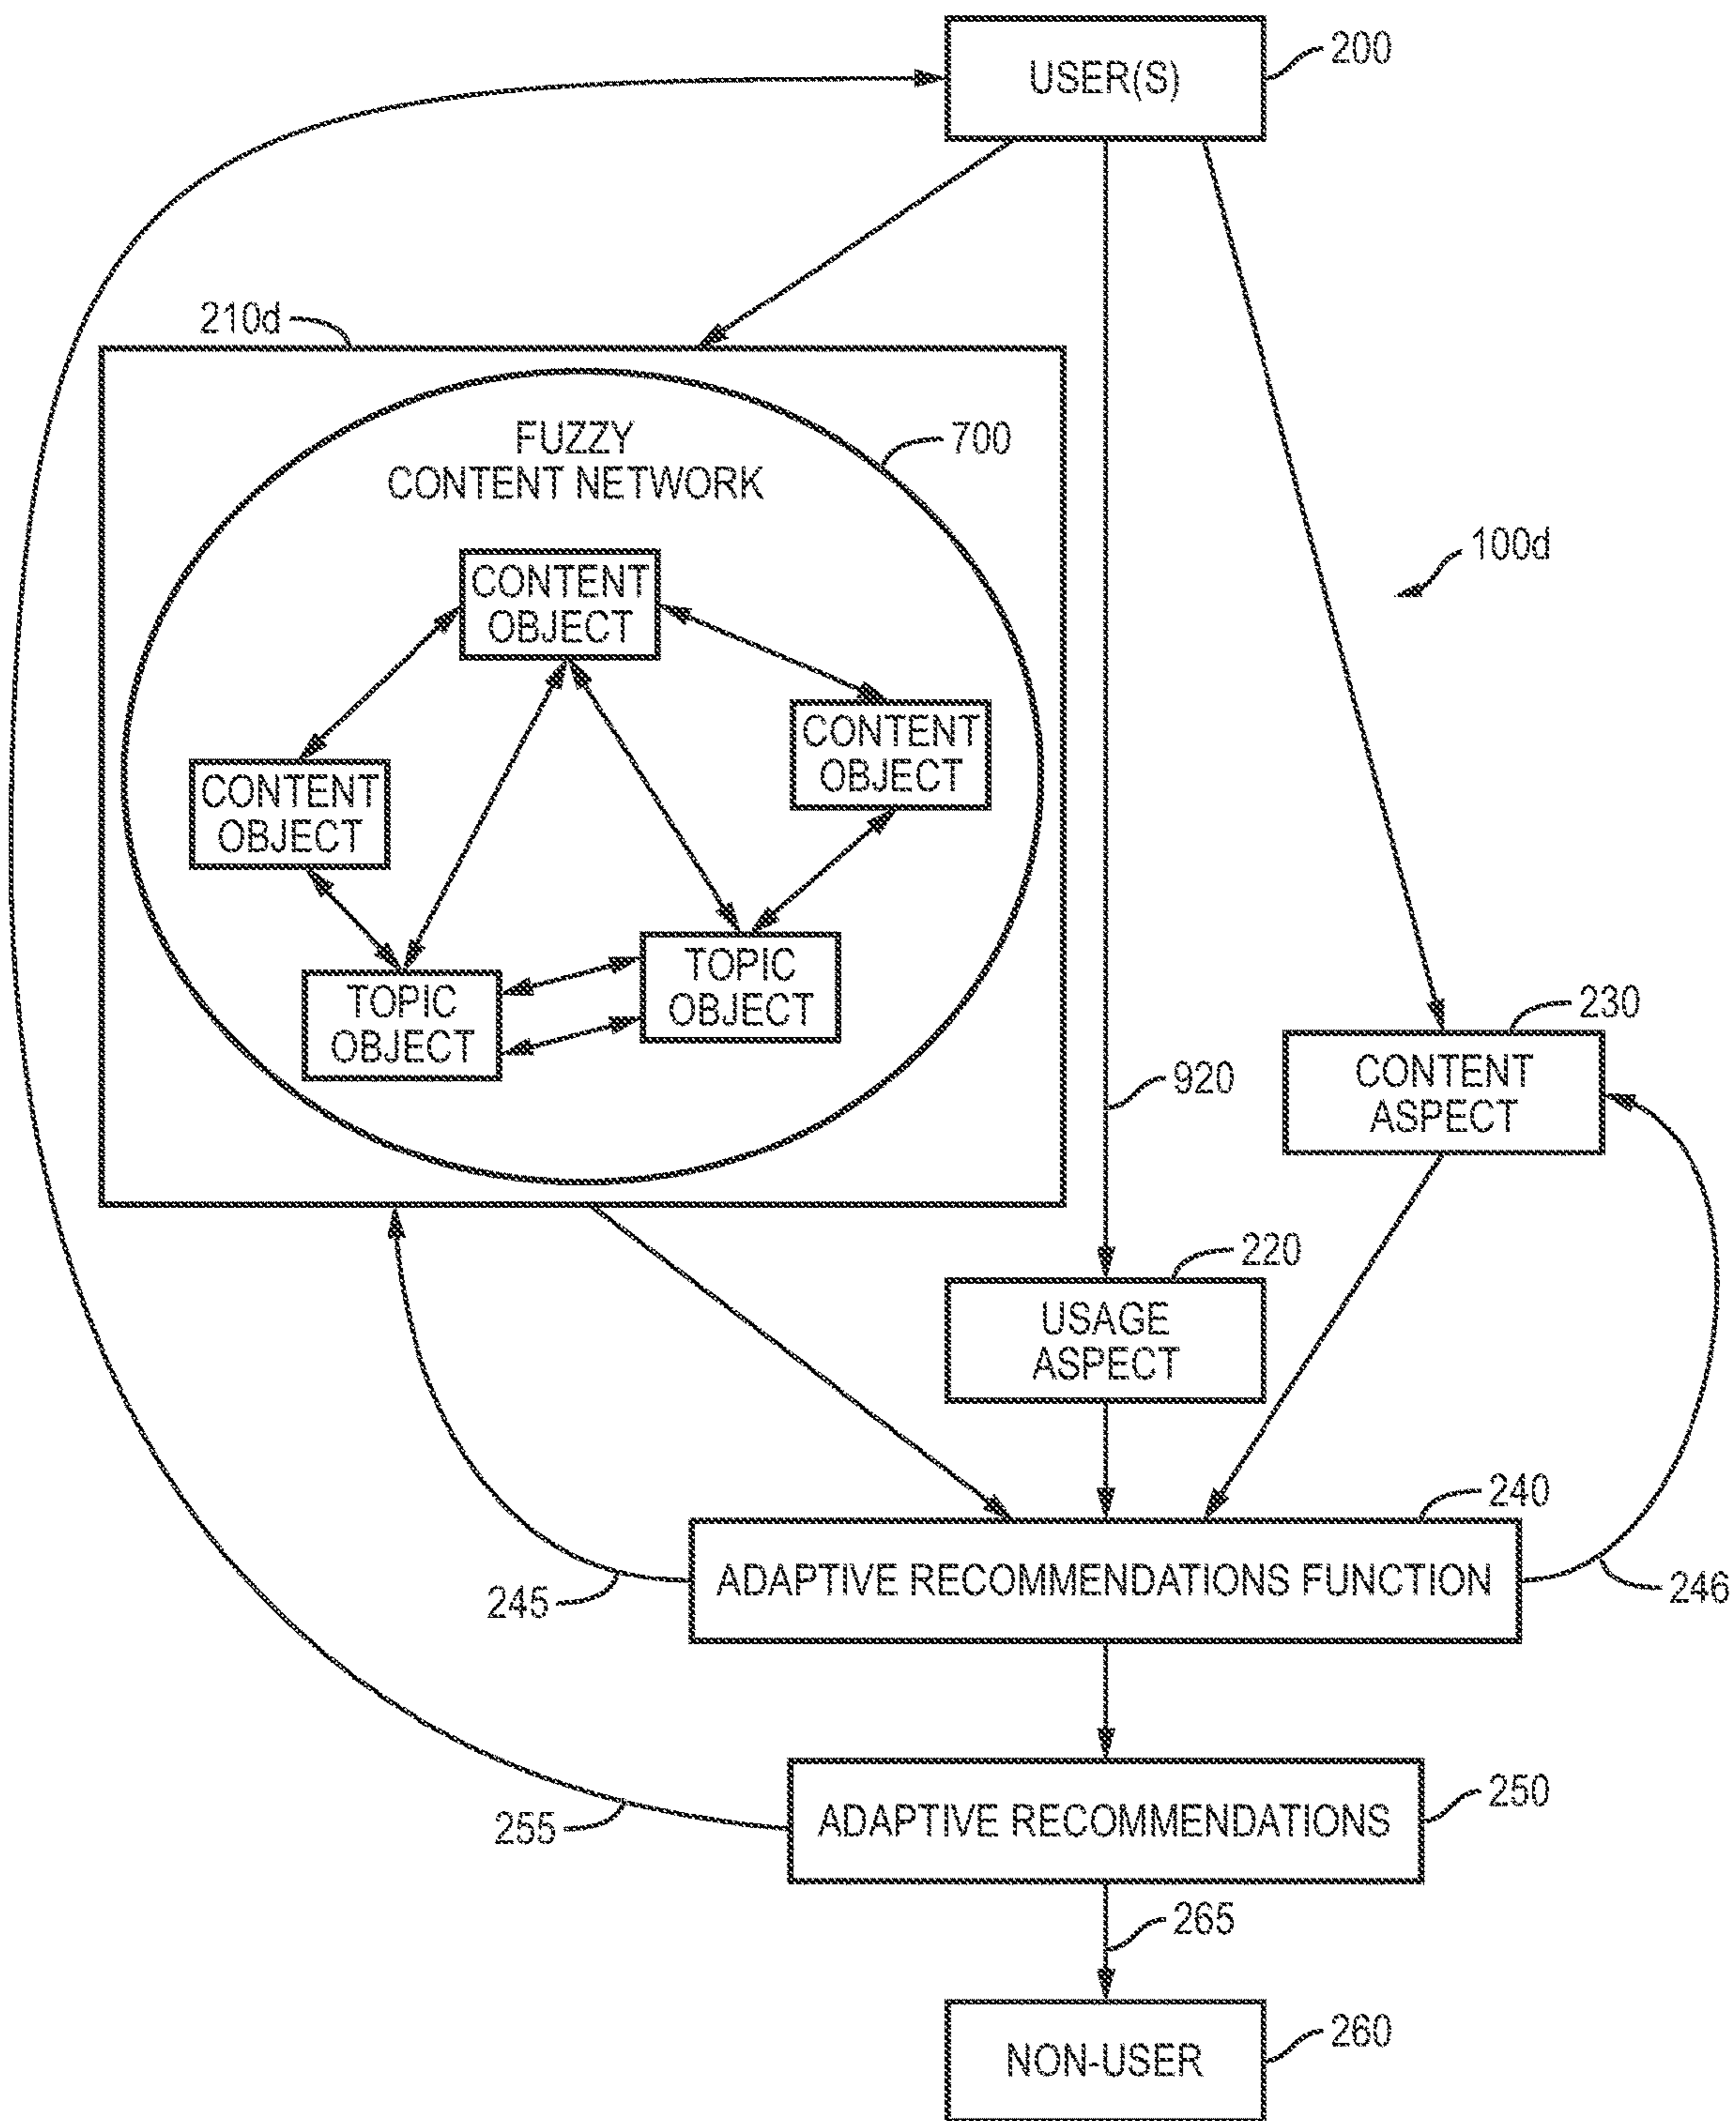 200
USER(S)
210d
FUZZY
CONTENT NETWORK
700
100d
CONTENT
OBJECT
CONTENT
OBJECT
CONTENT
OBJECT
TOPIC
OBJECT
TOPIC
OBJECT
230
CONTENT
ASPECT
920
220
USAGE
ASPECT
240
ADAPTIVE RECOMMENDATIONS FUNCTION
245
246
250
ADAPTIVE RECOMMENDATIONS
255
265
260
NON-USER